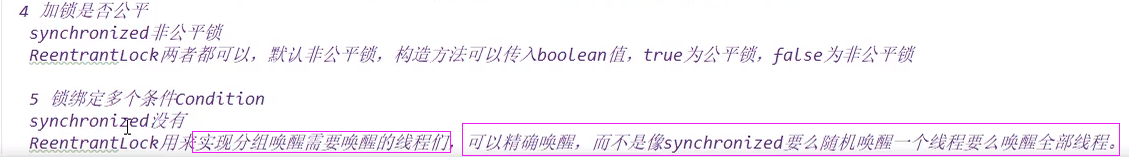 4 加锁是否公平
synchronized非公平锁
ReentrantLock两者都可以，默认非公平锁，构造方法可以传入boolean值，true为公平锁，false为非公平锁
5 锁绑定多个条件Condition
synchronized没有
ReentrantLock用来实现分组唤醒需要唤醒的线程们，可以精确唤醒，而不是像synchronized要么随机唤醒一个线程要么唤醒全部线程。